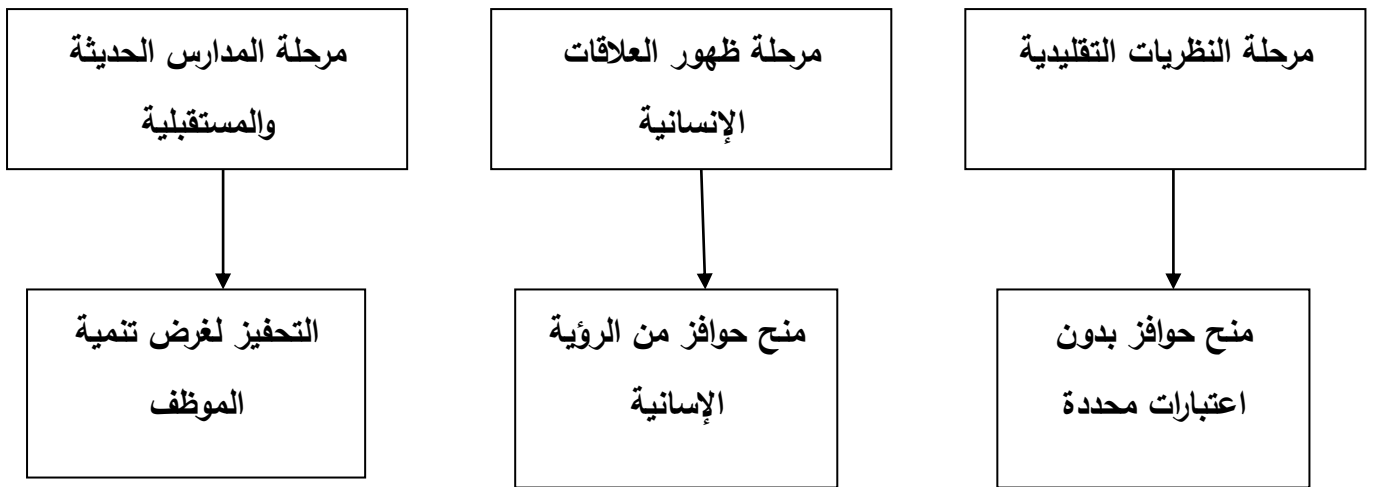 مرحلة النظريات التقليدية
مرحلة ظهور العلاقات
الإنسانية
مرحلة المدارس الحديثة
والمستقبلية
منح حوافز بدون
اعتبارات محددة
منح حوافز من الرؤية
الإسانية
التحفيز لغرض تنمية
الموظف